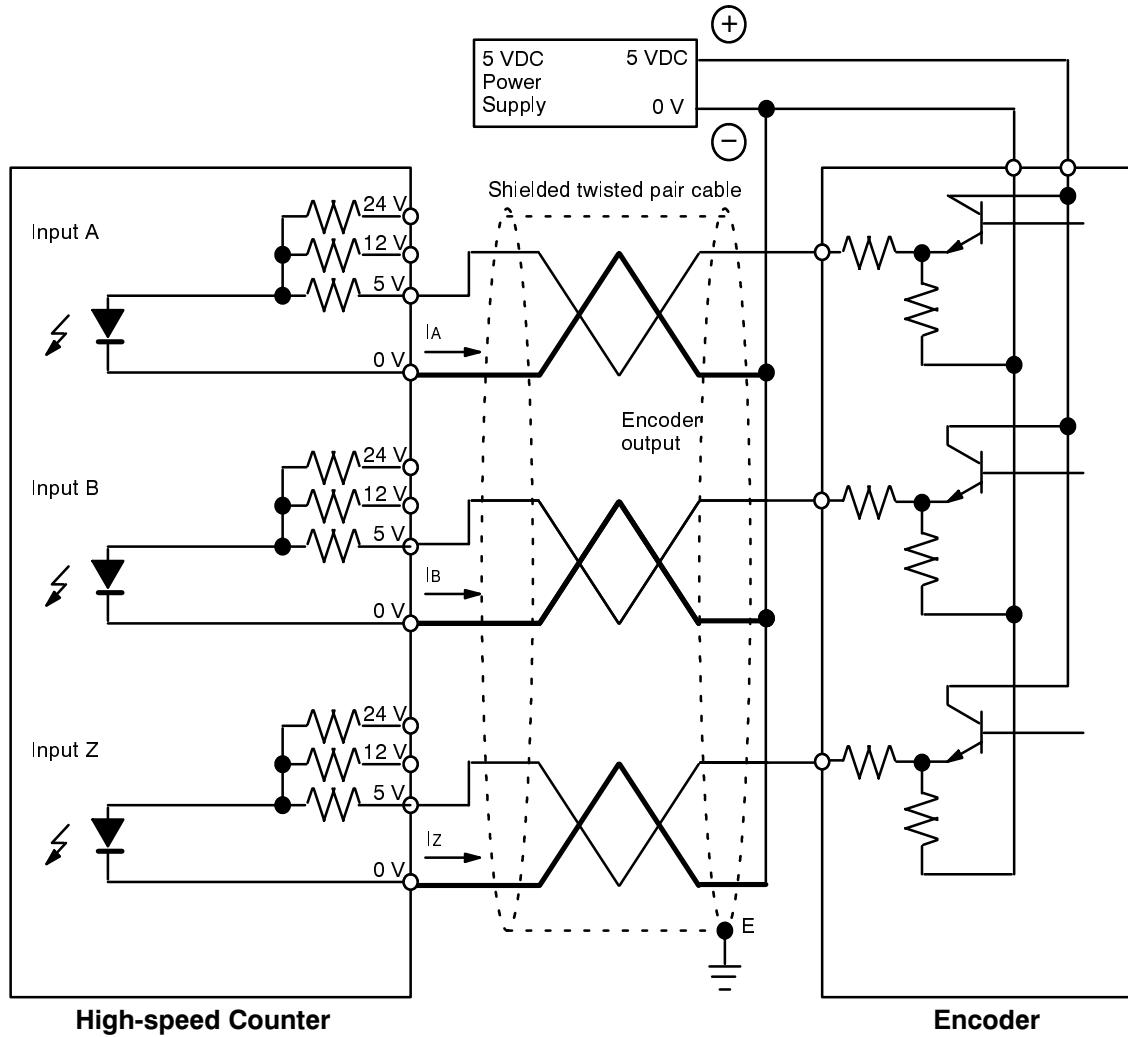 5 VDC
Power
Supply
5 VDC
0 V
+
−
Shielded twisted pair cable
Input A
24 V
12 V
5 V
0 V
IA
Encoder
output
Input B
24 V
12 V
5 V
0 V
IB
Input Z
24 V
12 V
5 V
0 V
IZ
E
High-speed Counter
Encoder